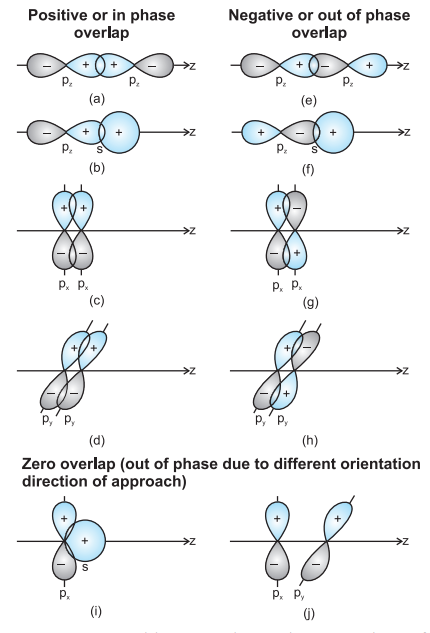 Positive or in phase overlap
Negative or out of phase overlap
− + + − z
p_z p_z
(a)
− + − + z
p_z p_z
(e)
− + + z
p_z s
(b)
+ − + z
p_z s
(f)
+ +
z
− −
p_x p_x
(c)
+ −
z
− +
p_x p_x
(g)
+ +
z
− −
p_y p_y
(d)
+ −
z
− +
p_y p_y
(h)
Zero overlap (out of phase due to different orientation
direction of approach)
+
+ z
−
s
p_x
(i)
+ +
z
− −
p_x p_y
(j)